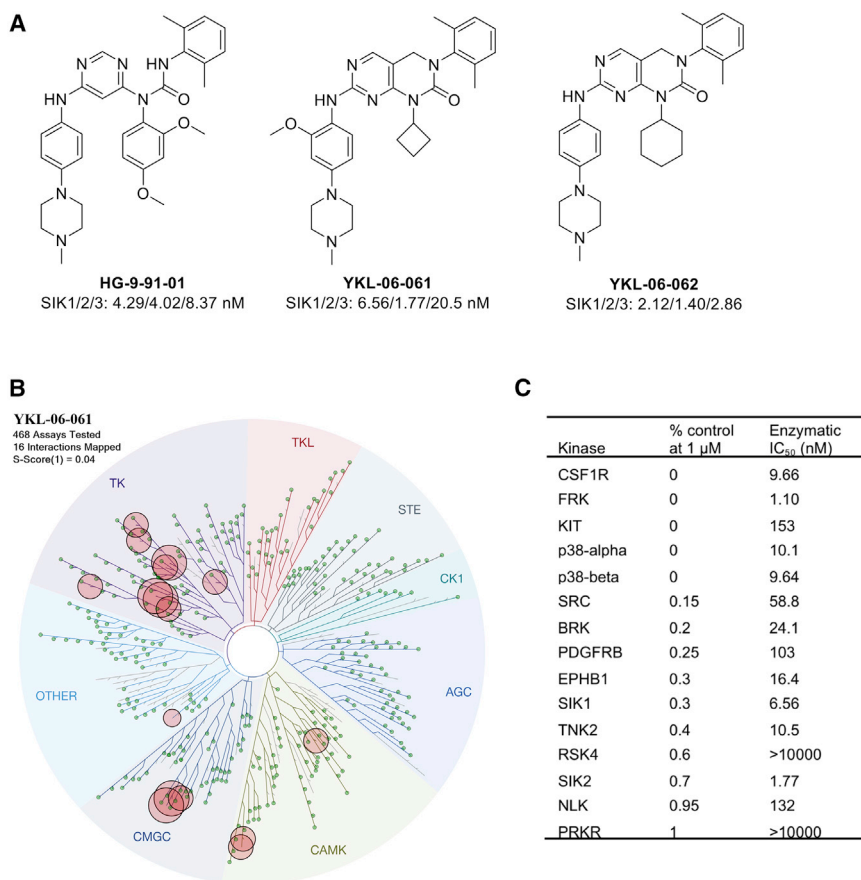 A
N
N
HN
O
HN
N
O
O
N
N
HG-9-91-01
SIK1/2/3: 4.29/4.02/8.37 nM
N
N
HN
N
N
O
O
N
N
YKL-06-061
SIK1/2/3: 6.56/1.77/20.5 nM
N
N
HN
N
N
O
N
N
YKL-06-062
SIK1/2/3: 2.12/1.40/2.86
B
YKL-06-061
468 Assays Tested
16 Interactions Mapped
S-Score(1) = 0.04
TK
TKL
STE
CK1
AGC
CAMK
CMGC
OTHER
C
Kinase % control at 1 µM Enzymatic IC50 (nM)
CSF1R 0 9.66
FRK 0 1.10
KIT 0 153
p38-alpha 0 10.1
p38-beta 0 9.64
SRC 0.15 58.8
BRK 0.2 24.1
PDGFRB 0.25 103
EPHB1 0.3 16.4
SIK1 0.3 6.56
TNK2 0.4 10.5
RSK4 0.6 >10000
SIK2 0.7 1.77
NLK 0.95 132
PRKR 1 >10000